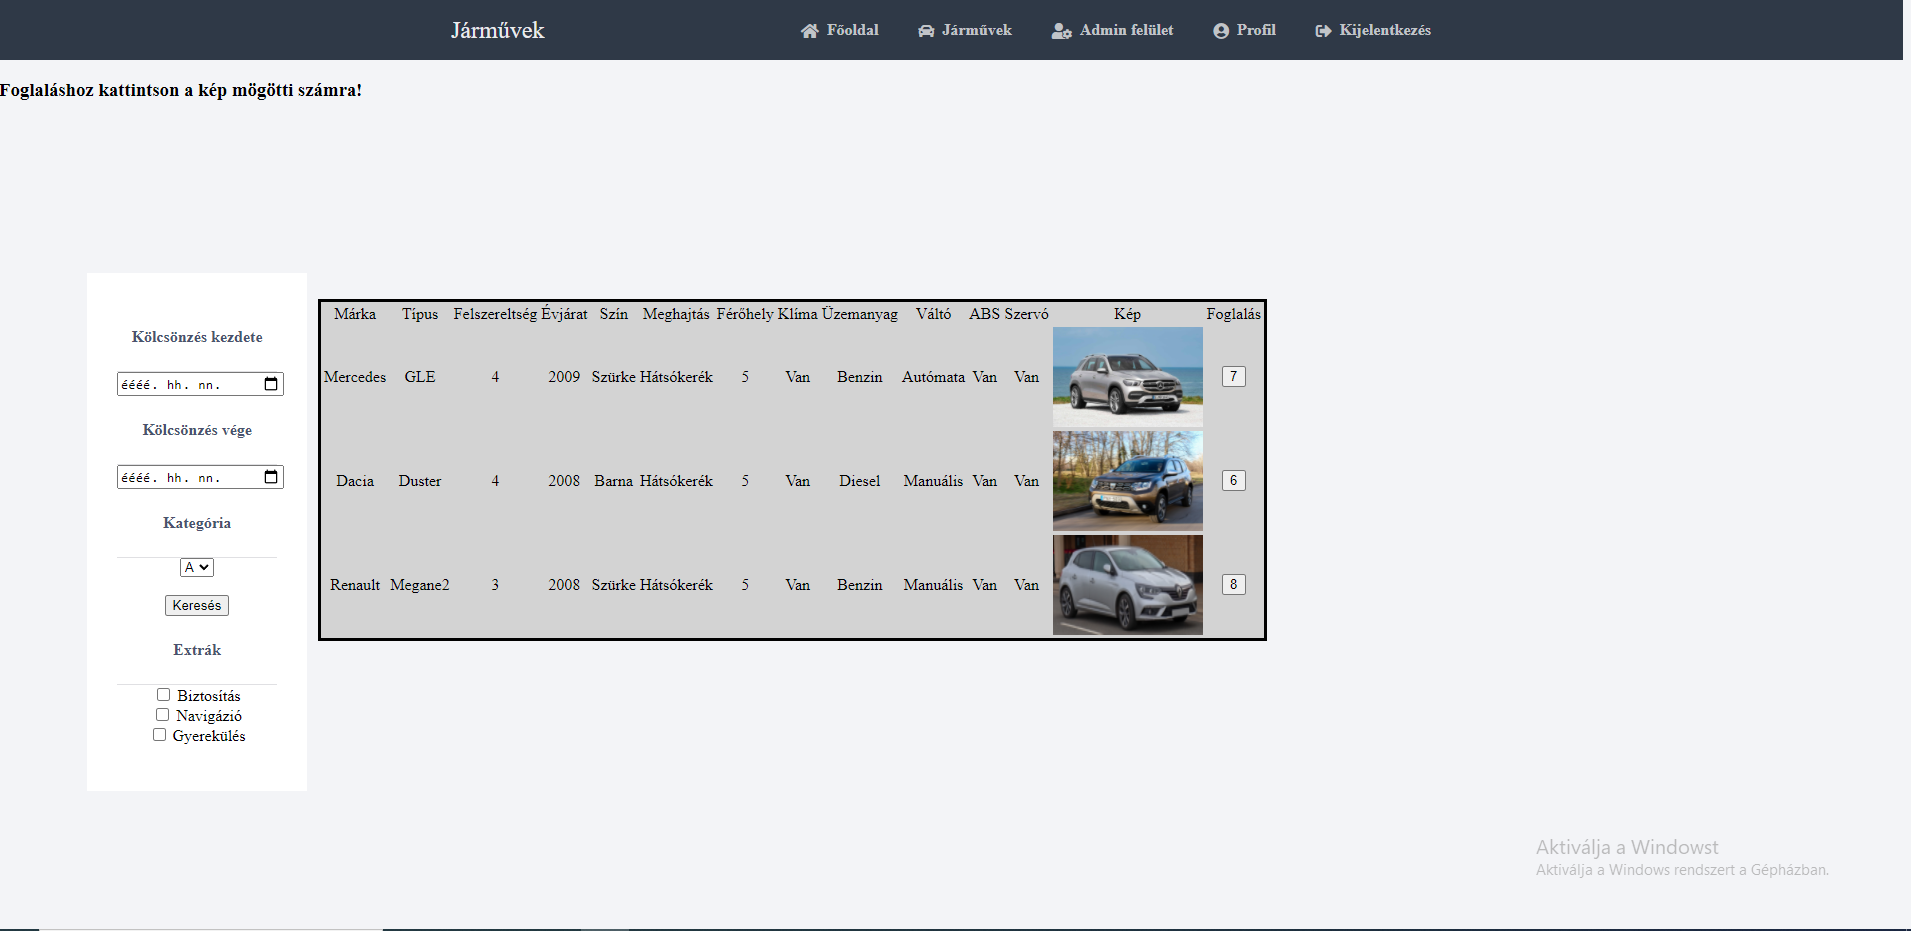 Járművek Főoldal Járművek Admin felület Profil Kijelentkezés
Foglaláshoz kattintson a kép mögötti számra!
Kölcsönzés kezdete
éééé. hh. nn.
Kölcsönzés vége
éééé. hh. nn.
Kategória
A
Keresés
Extrák
Biztosítás
Navigázió
Gyerekülés
Márka Típus Felszereltség Évjárat Szín Meghajtás Férőhely Klíma Üzemanyag Váltó ABS Szervó Kép Foglalás
Mercedes GLE 4 2009 Szürke Hátsókerék 5 Van Benzin Autómata Van Van 7
Dacia Duster 4 2008 Barna Hátsókerék 5 Van Diesel Manuális Van Van 6
Renault Megane2 3 2008 Szürke Hátsókerék 5 Van Benzin Manuális Van Van 8
Aktiválja a Windowst
Aktiválja a Windows rendszert a Gépházban.